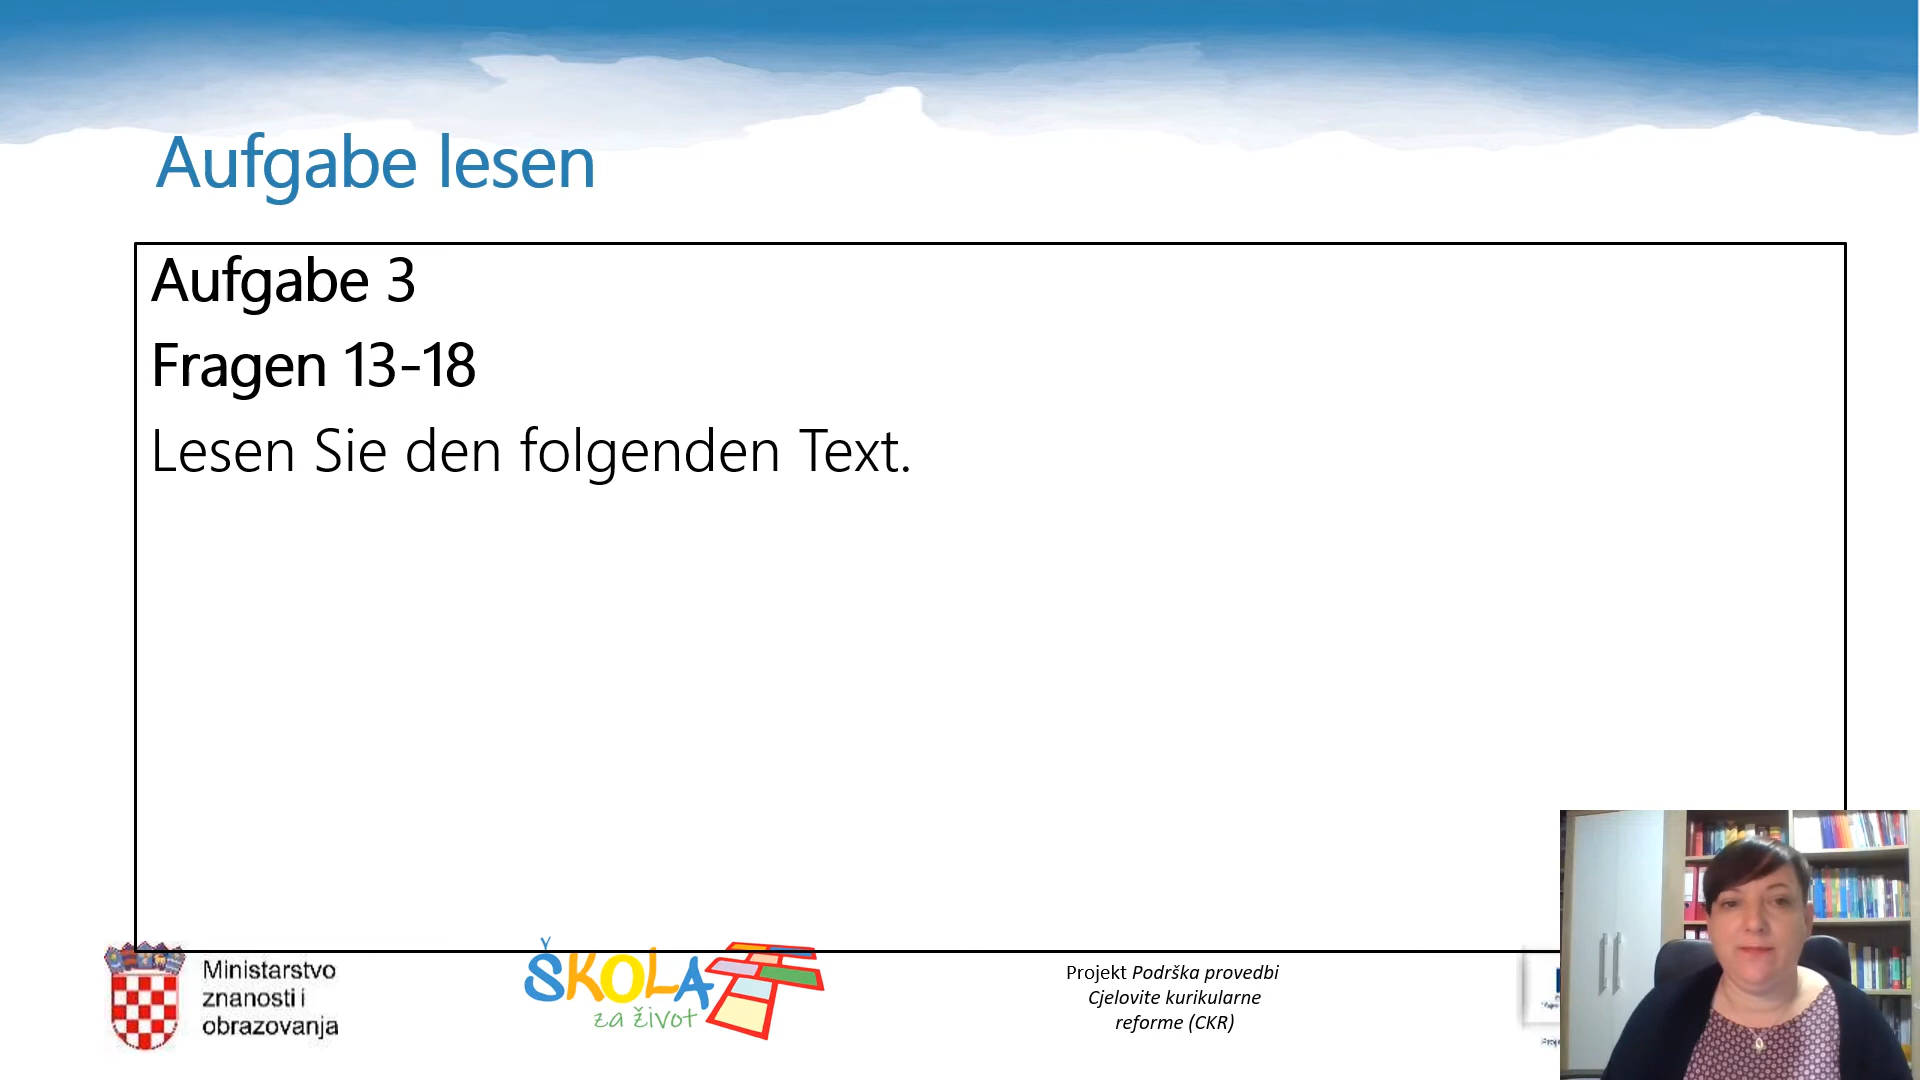 Aufgabe lesen
Aufgabe 3
Fragen 13-18
Lesen Sie den folgenden Text.
Ministarstvo
znanosti i
obrazovanja
ŠKOLA
za život
Projekt Podrška provedbi
Cjelovite kurikularne
reforme (CKR)